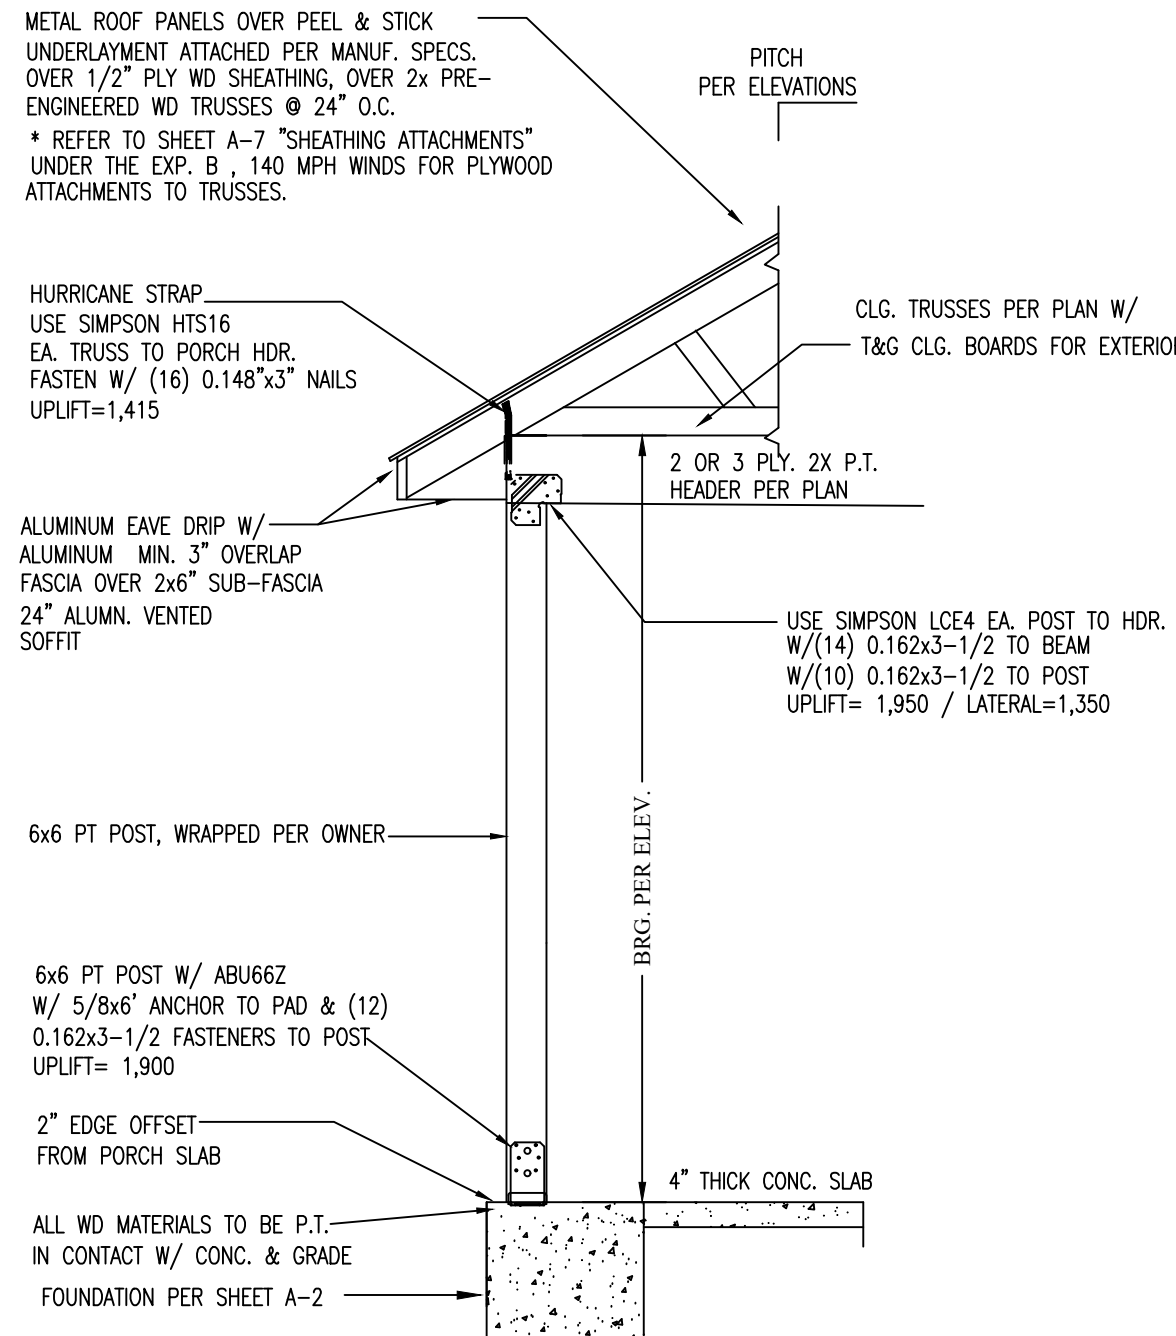 METAL ROOF PANELS OVER PEEL & STICK
UNDERLAYMENT ATTACHED PER MANUF. SPECS.
OVER 1/2" PLY WD SHEATHING, OVER 2x PRE-
ENGINEERED WD TRUSSES @ 24" O.C.
* REFER TO SHEET A-7 "SHEATHING ATTACHMENTS"
UNDER THE EXP. B , 140 MPH WINDS FOR PLYWOOD
ATTACHMENTS TO TRUSSES.
PITCH
PER ELEVATIONS
HURRICANE STRAP
USE SIMPSON HTS16
EA. TRUSS TO PORCH HDR.
FASTEN W/ (16) 0.148"x3" NAILS
UPLIFT=1,415
CLG. TRUSSES PER PLAN W/
T&G CLG. BOARDS FOR EXTERIOR
2 OR 3 PLY. 2X P.T.
HEADER PER PLAN
ALUMINUM EAVE DRIP W/
ALUMINUM MIN. 3" OVERLAP
FASCIA OVER 2x6" SUB-FASCIA
24" ALUMN. VENTED
SOFFIT
USE SIMPSON LCE4 EA. POST TO HDR.
W/(14) 0.162x3-1/2 TO BEAM
W/(10) 0.162x3-1/2 TO POST
UPLIFT= 1,950 / LATERAL=1,350
6x6 PT POST, WRAPPED PER OWNER
BRG. PER ELEV.
6x6 PT POST W/ ABU66Z
W/ 5/8x6' ANCHOR TO PAD & (12)
0.162x3-1/2 FASTENERS TO POST
UPLIFT= 1,900
2" EDGE OFFSET
FROM PORCH SLAB
4" THICK CONC. SLAB
ALL WD MATERIALS TO BE P.T.
IN CONTACT W/ CONC. & GRADE
FOUNDATION PER SHEET A-2